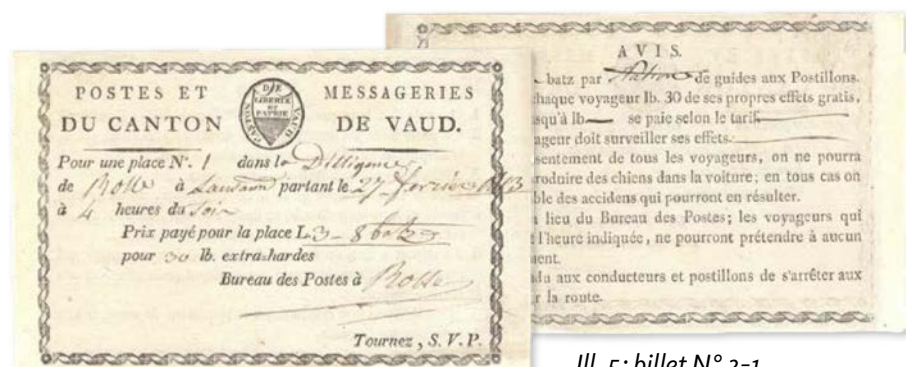 POSTES ET MESSAGERIES
DU CANTON DE VAUD.
LIBERTÉ
ET
PATRIE
Pour une place N°. 1 dans la Dilligence
de Rolle à Lausanne partant le 27 fevrier
à 4 heures du Soir
Prix payé pour la place L. 3 - 8 batz
pour 30 lb. extra-hardes
Bureau des Postes à Rolle
Tournez, S. V. P.
AVIS.
batz par Station de guides aux Postillons.
chaque voyageur lb. 30 de ses propres effets gratis,
squ'à lb se paie selon le tarif.
ageur doit surveiller ses effets.
sentement de tous les voyageurs, on ne pourra
roduire des chiens dans la voiture; en tous cas on
ble des accidens qui pourront en résulter.
lieu du Bureau des Postes; les voyageurs qui
l'heure indiquée, ne pourront prétendre à aucun
ment.
du aux conducteurs et postillons de s'arrêter aux
r la route.
Ill. 5: billet N° 2-1